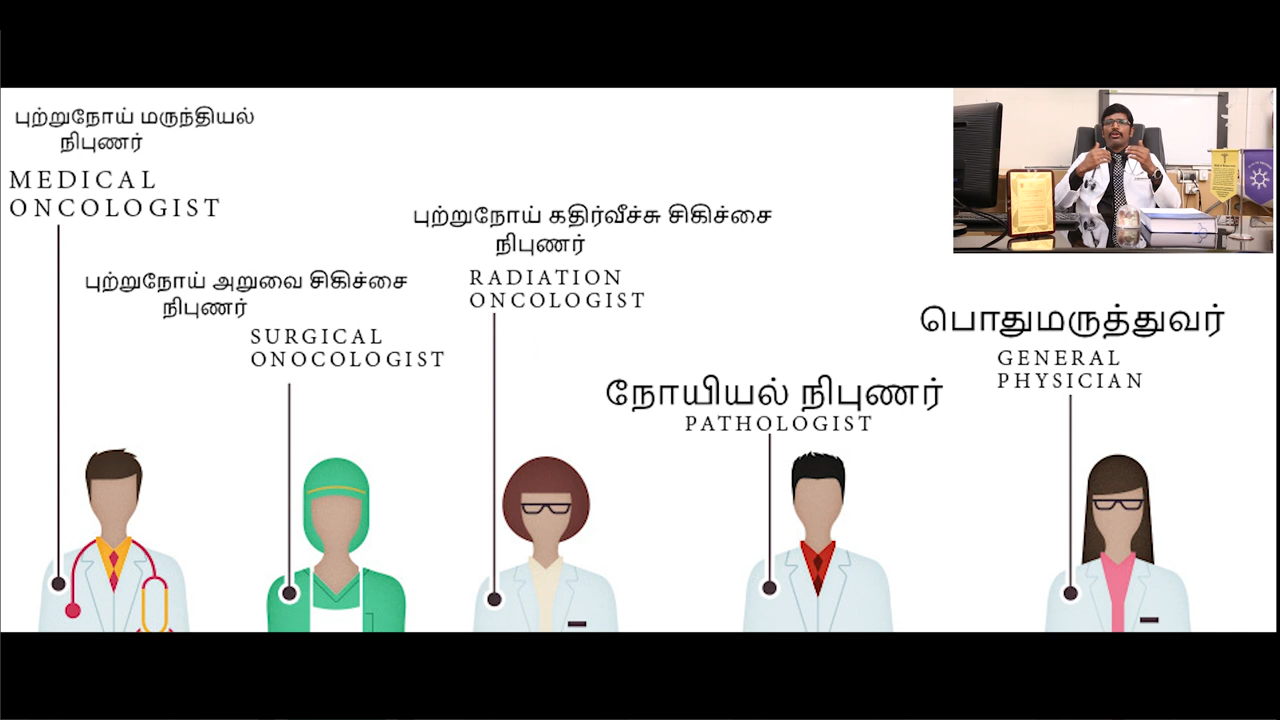 புற்றுநோய் மருந்தியல்
நிபுணர்
MEDICAL
ONCOLOGIST
புற்றுநோய் அறுவை சிகிச்சை
நிபுணர்
SURGICAL
ONOCOLOGIST
புற்றுநோய் கதிர்வீச்சு சிகிச்சை
நிபுணர்
RADIATION
ONCOLOGIST
நோயியல் நிபுணர்
PATHOLOGIST
பொதுமருத்துவர்
GENERAL
PHYSICIAN